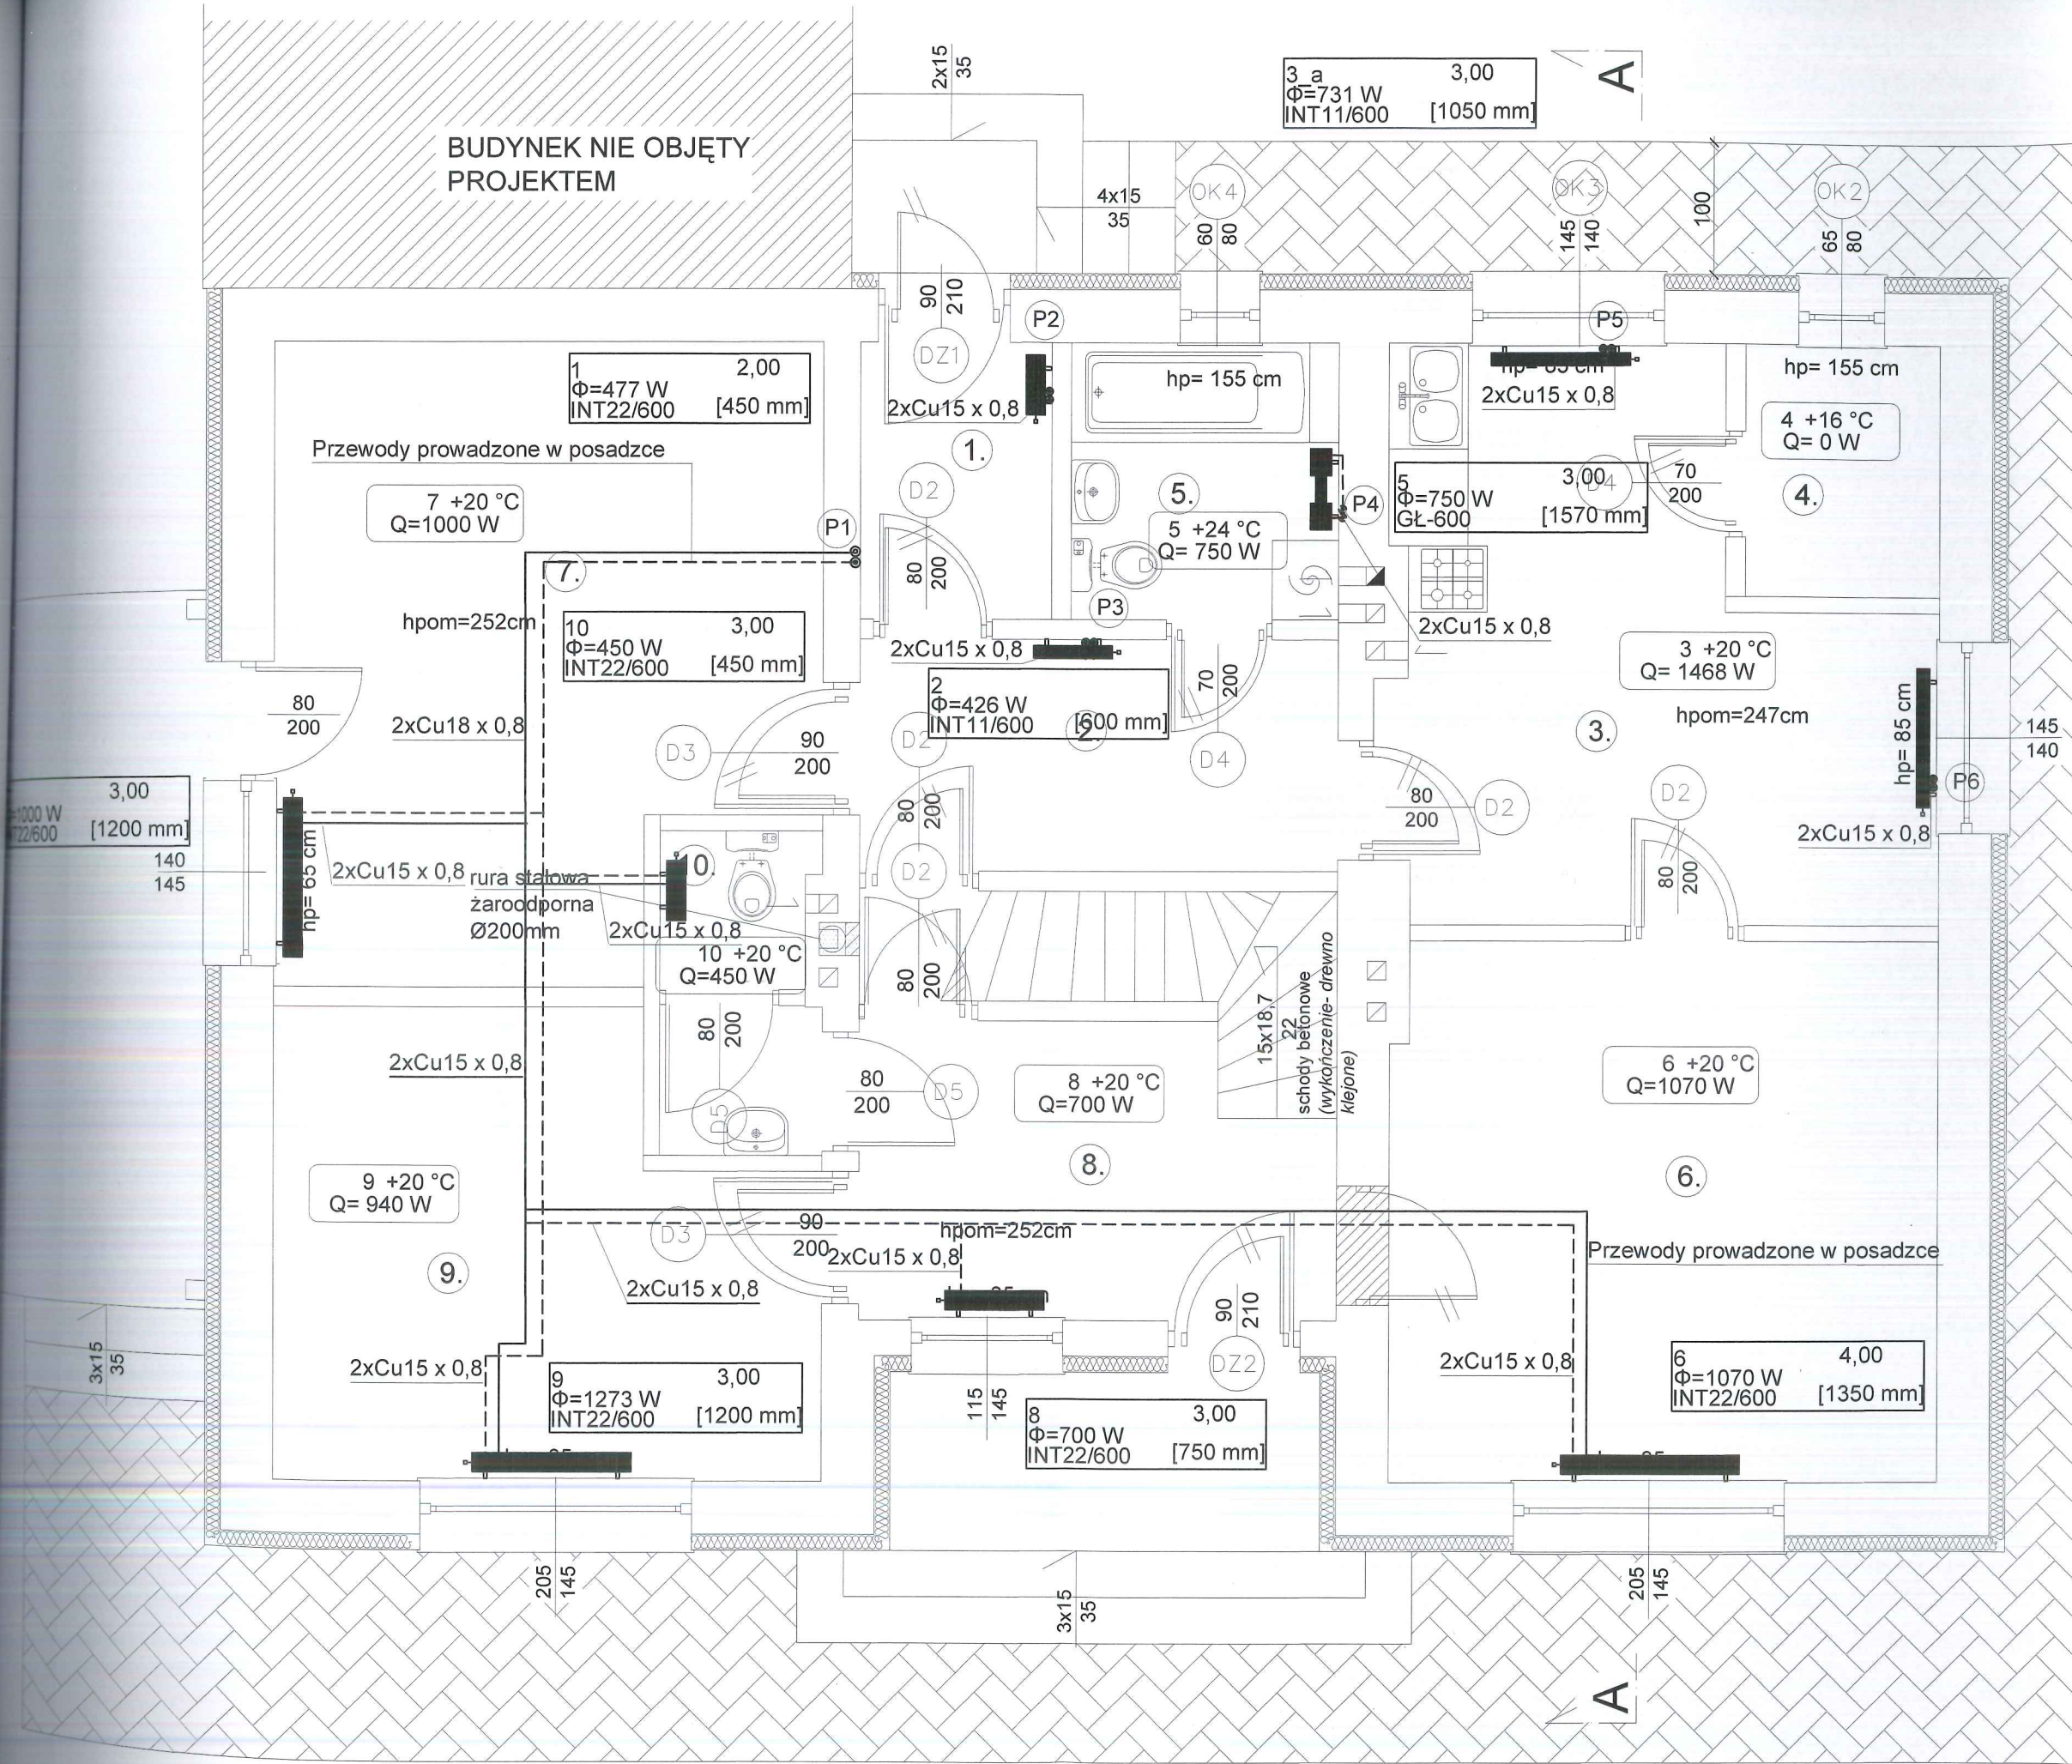 2x15
35
3_a 3,00
Φ=731 W
INT11/600 [1050 mm]
A
BUDYNEK NIE OBJĘTY
PROJEKTEM
4x15
35
OK4
60
80
OK3
145
140
100
OK2
65
80
90
210
DZ1
P2
P5
1 2,00
Φ=477 W
INT22/600 [450 mm]
2xCu15 x 0,8
hp= 155 cm
hp= 85 cm
2xCu15 x 0,8
hp= 155 cm
4 +16 °C
Q= 0 W
Przewody prowadzone w posadzce
1.
7 +20 °C
Q=1000 W
P1
D2
80
200
5.
5 +24 °C
Q= 750 W
P4
5 3,00
Φ=750 W
GŁ-600 [1570 mm]
D4
70
200
4.
7.
hpom=252cm
P3
10 3,00
Φ=450 W
INT22/600 [450 mm]
2xCu15 x 0,8
2xCu15 x 0,8
3 +20 °C
Q= 1468 W
2 
Φ=426 W
INT11/600 [600 mm]
2.
70
200
D4
hpom=247cm
3.
hp= 85 cm
145
140
80
200
2xCu18 x 0,8
D3
90
200
D2
80
200
80
200
D2
D2
80
200
P6
2xCu15 x 0,8
3,00
=1000 W
[1200 mm]
140
145
hp= 65 cm
2xCu15 x 0,8
rura stalowa
żaroodporna
Ø200mm
10.
2xCu15 x 0,8
10 +20 °C
Q=450 W
D2
80
200
15x18,7
22
schody betonowe
(wykończenie- drewno
klejone)
80
200
D5
2xCu15 x 0,8
80
200
D5
8 +20 °C
Q=700 W
6 +20 °C
Q=1070 W
8.
6.
9 +20 °C
Q= 940 W
9.
D3
90
200
hpom=252cm
2xCu15 x 0,8
2xCu15 x 0,8
Przewody prowadzone w posadzce
90
210
DZ2
3x15
35
2xCu15 x 0,8
2xCu15 x 0,8
9 3,00
Φ=1273 W
INT22/600 [1200 mm]
115
145
8 3,00
Φ=700 W
INT22/600 [750 mm]
6 4,00
Φ=1070 W
INT22/600 [1350 mm]
205
145
3x15
35
205
145
A